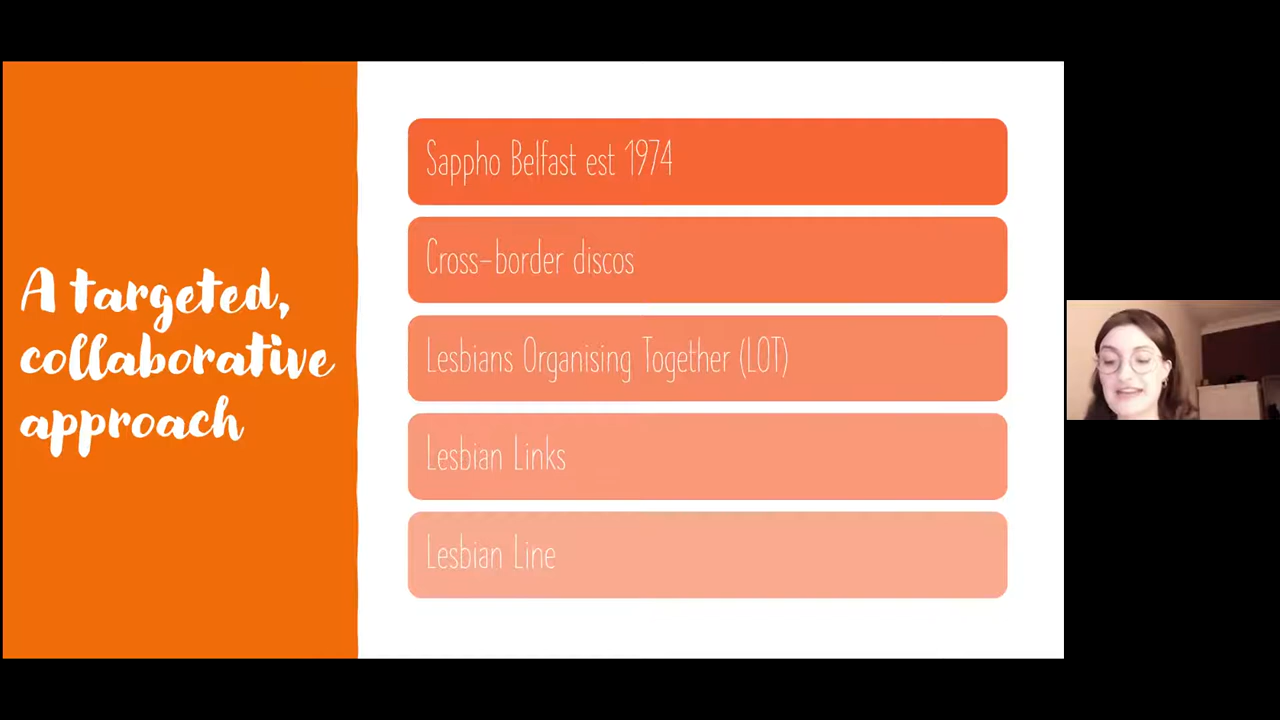 A targeted,
collaborative
approach
Sappho Belfast est 1974
Cross-border discos
Lesbians Organising Together (LOT)
Lesbian Links
Lesbian Line